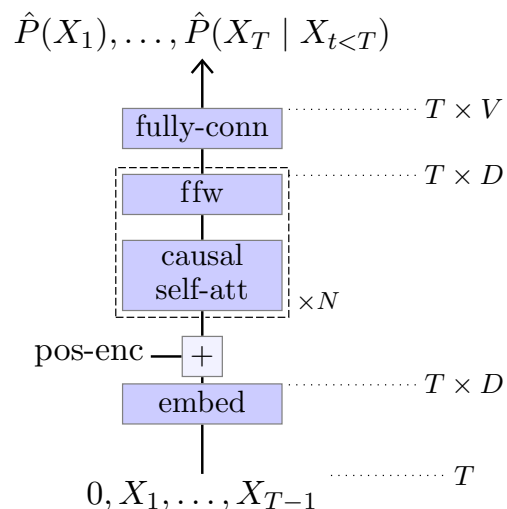 P̂(X₁), . . . , P̂(X_T | X_{t<T})
fully-conn
T × V
ffw
T × D
causal
self-att
×N
pos-enc
+
embed
T × D
0, X₁, . . . , X_{T−1}
T